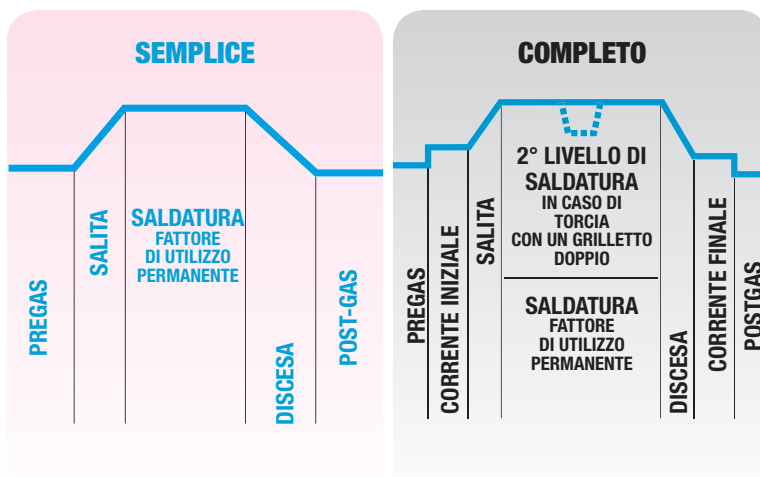 SEMPLICE
PREGAS
SALITA
SALDATURA
FATTORE
DI UTILIZZO
PERMANENTE
DISCESA
POST-GAS
COMPLETO
PREGAS
CORRENTE INIZIALE
SALITA
2° LIVELLO DI
SALDATURA
IN CASO DI
TORCIA
CON UN GRILLETTO
DOPPIO
SALDATURA
FATTORE
DI UTILIZZO
PERMANENTE
DISCESA
CORRENTE FINALE
POSTGAS